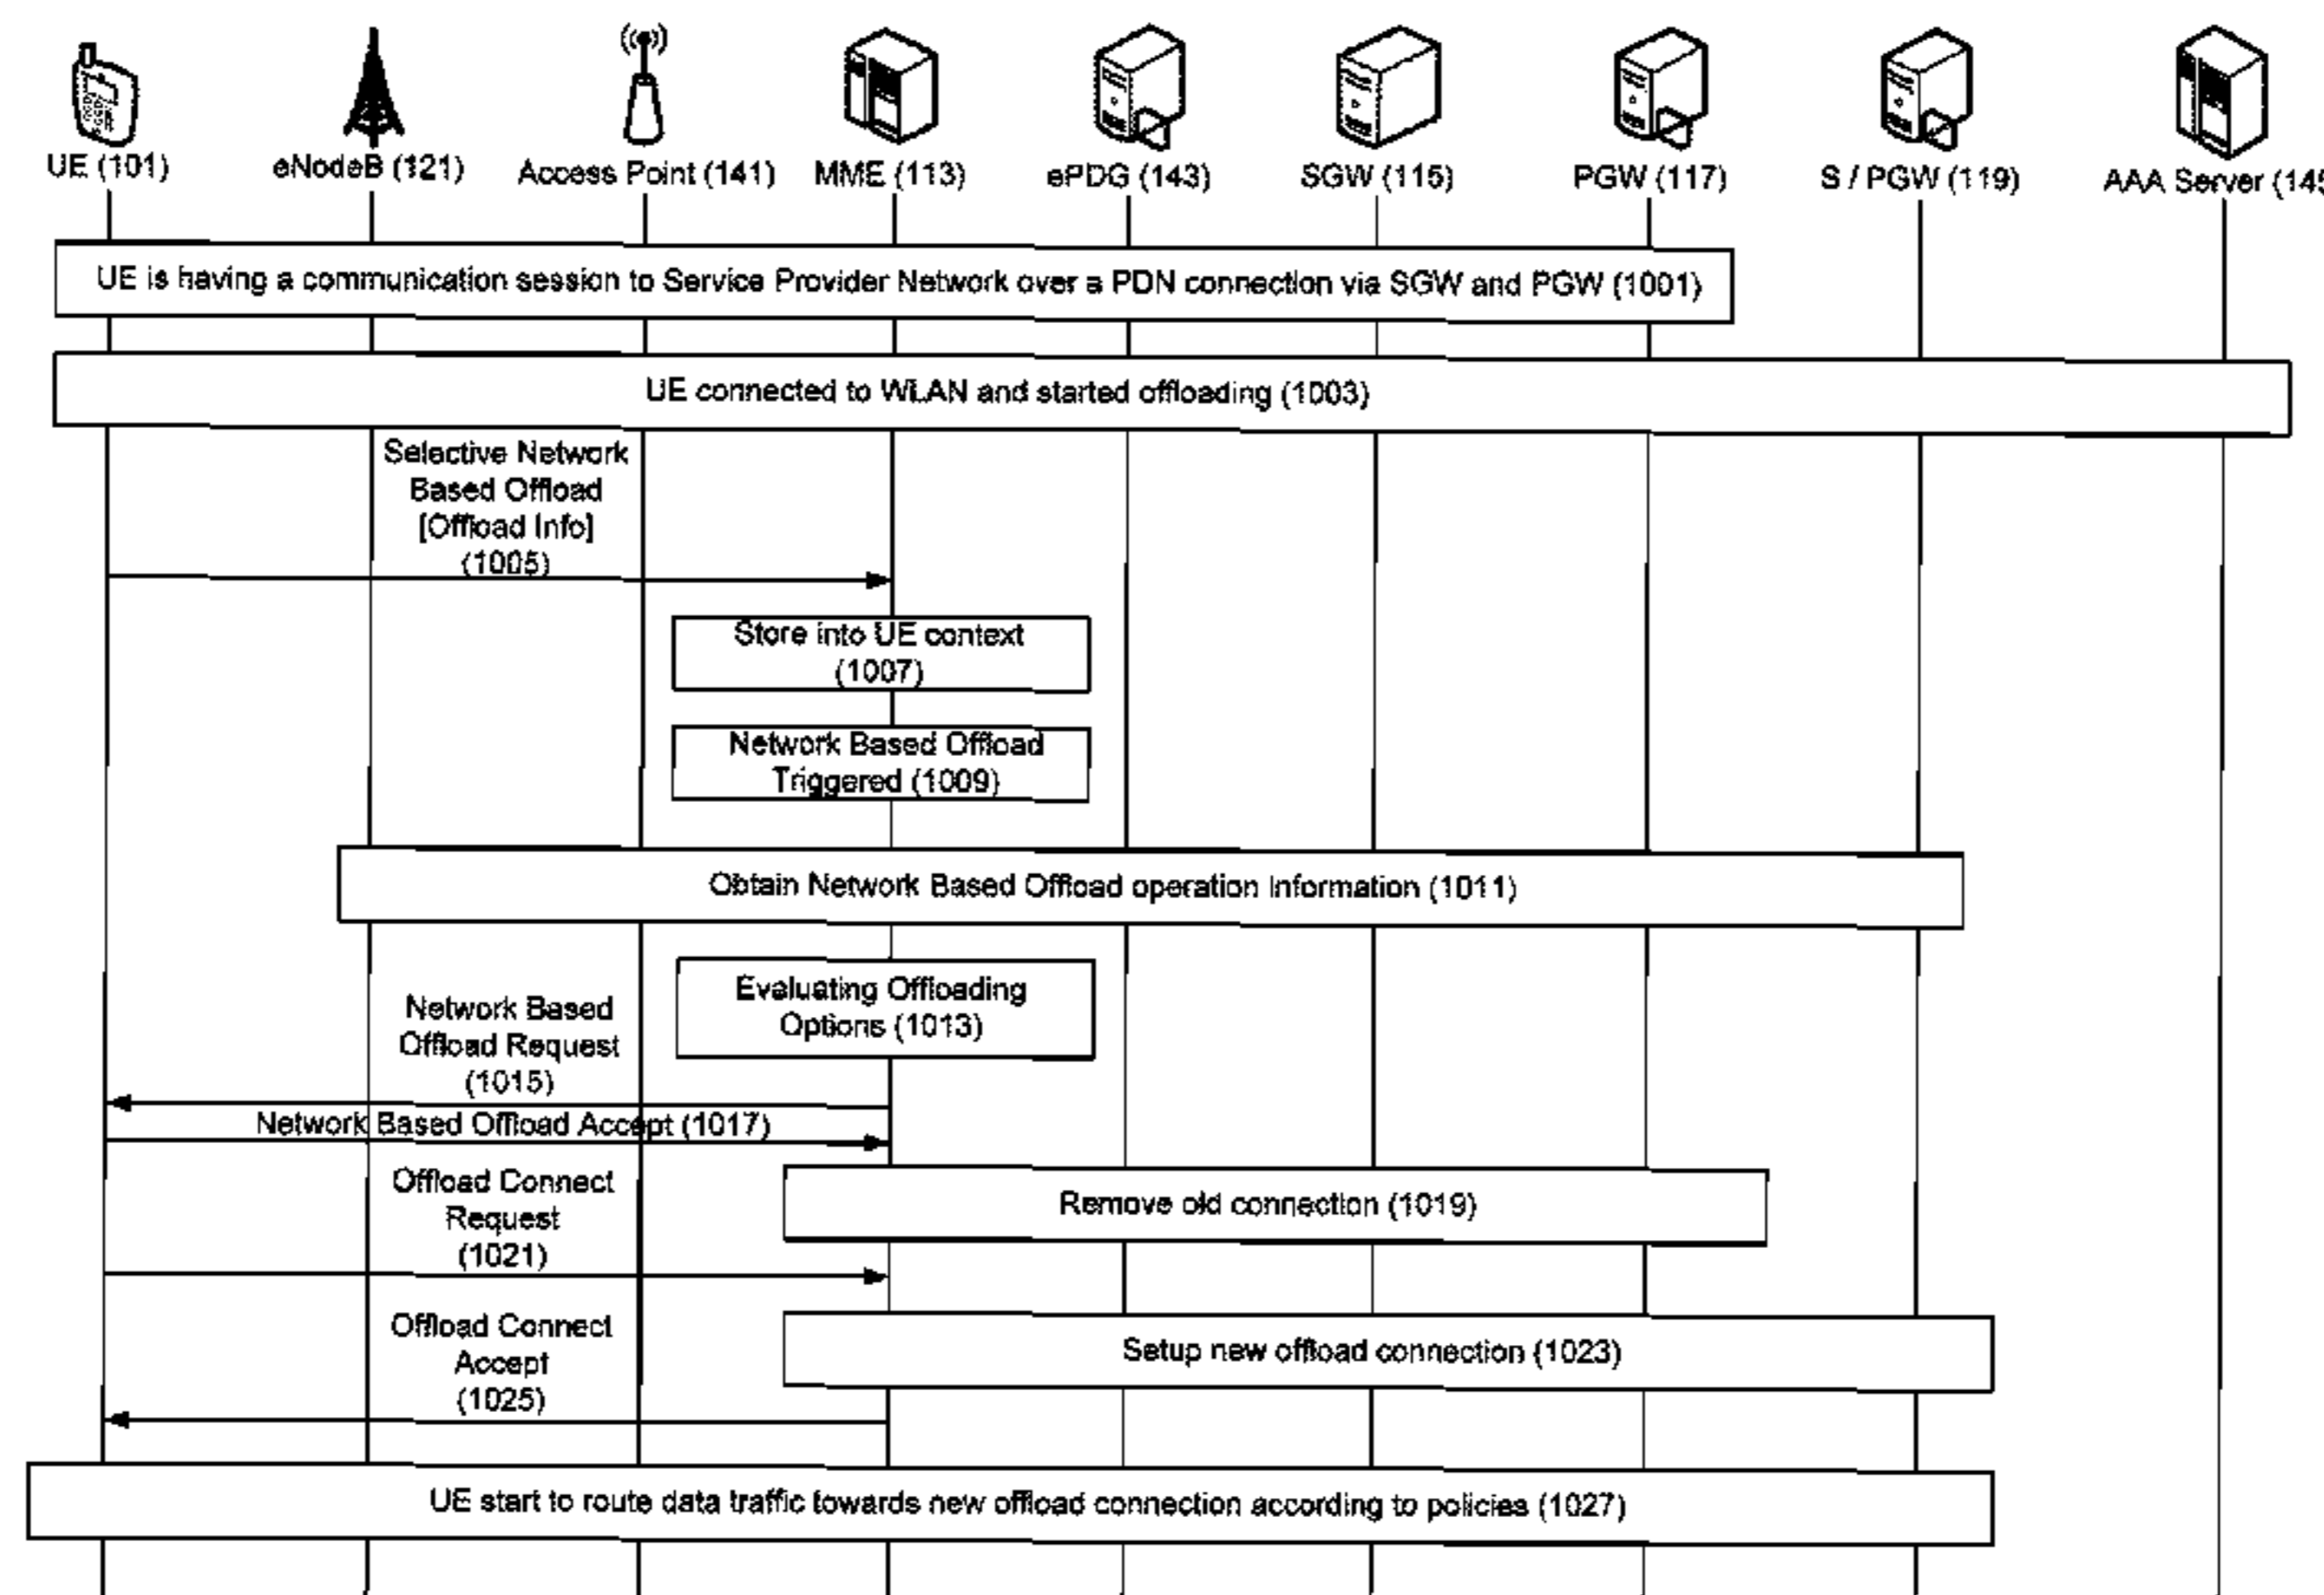 UE (101)
eNodeB (121)
Access Point (141)
MME (113)
ePDG (143)
SGW (115)
PGW (117)
S / PGW (119)
AAA Server (145
UE is having a communication session to Service Provider Network over a PDN connection via SGW and PGW (1001)
UE connected to WLAN and started offloading (1003)
Selective Network
Based Offload
[Offload Info]
(1005)
Store into UE context
(1007)
Network Based Offload
Triggered (1009)
Obtain Network Based Offload operation Information (1011)
Evaluating Offloading
Options (1013)
Network Based
Offload Request
(1015)
Network Based Offload Accept (1017)
Remove old connection (1019)
Offload Connect
Request
(1021)
Setup new offload connection (1023)
Offload Connect
Accept
(1025)
UE start to route data traffic towards new offload connection according to policies (1027)